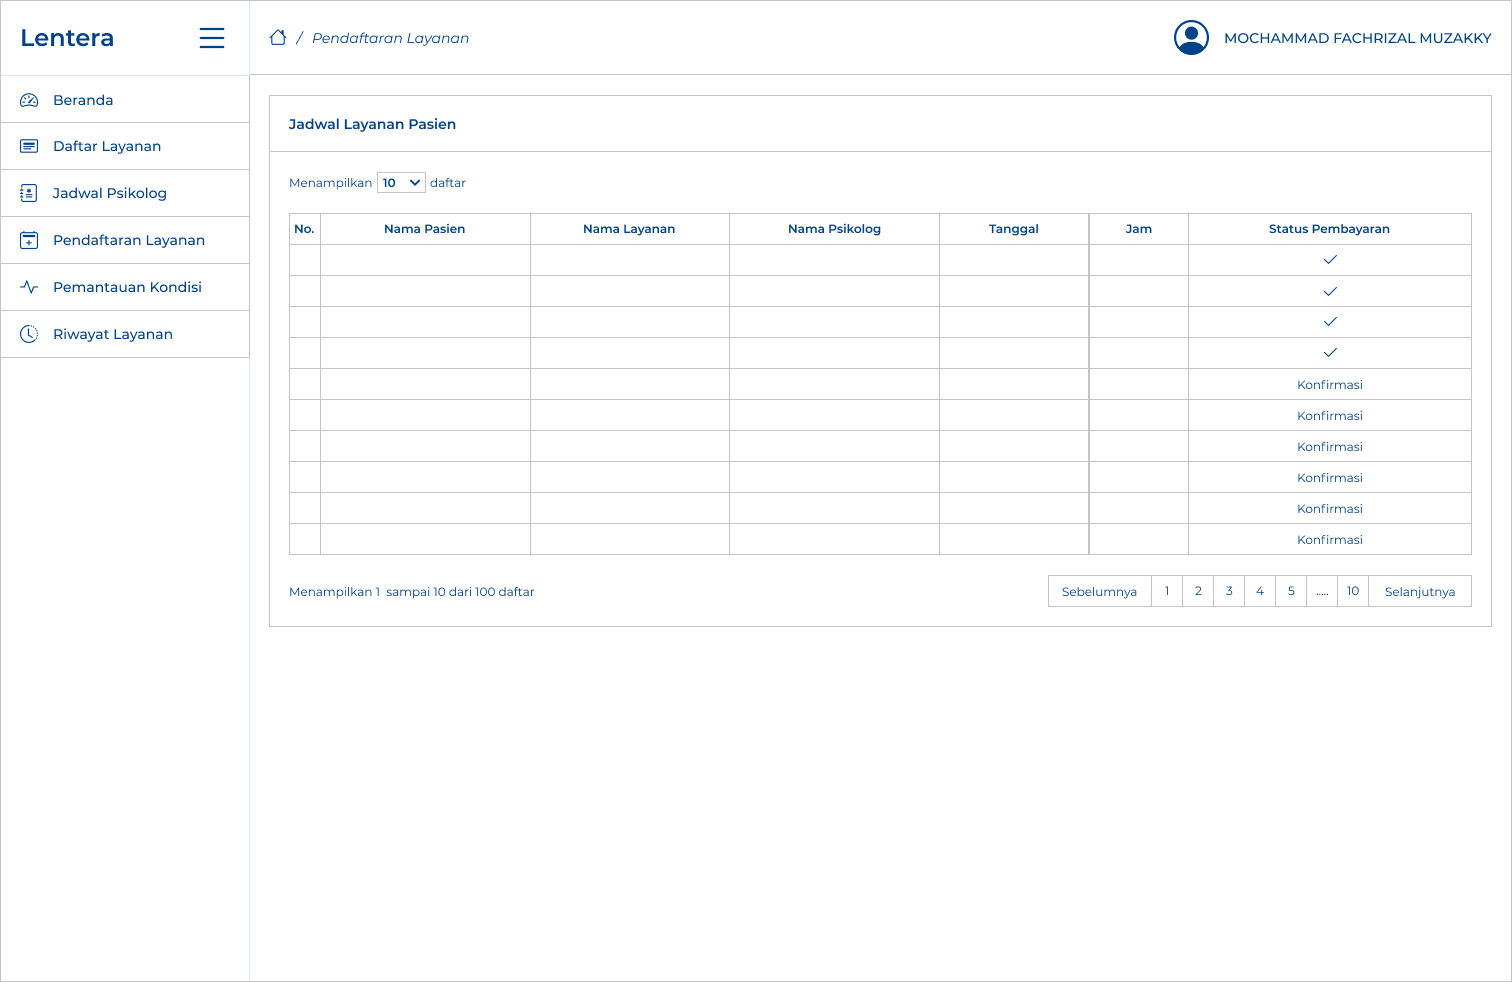 Lentera
/ Pendaftaran Layanan
MOCHAMMAD FACHRIZAL MUZAKKY
Beranda
Daftar Layanan
Jadwal Psikolog
Pendaftaran Layanan
Pemantauan Kondisi
Riwayat Layanan
Jadwal Layanan Pasien
Menampilkan 10 daftar
No. Nama Pasien Nama Layanan Nama Psikolog Tanggal Jam Status Pembayaran
Konfirmasi
Konfirmasi
Konfirmasi
Konfirmasi
Konfirmasi
Konfirmasi
Menampilkan 1 sampai 10 dari 100 daftar
Sebelumnya 1 2 3 4 5 ..... 10 Selanjutnya